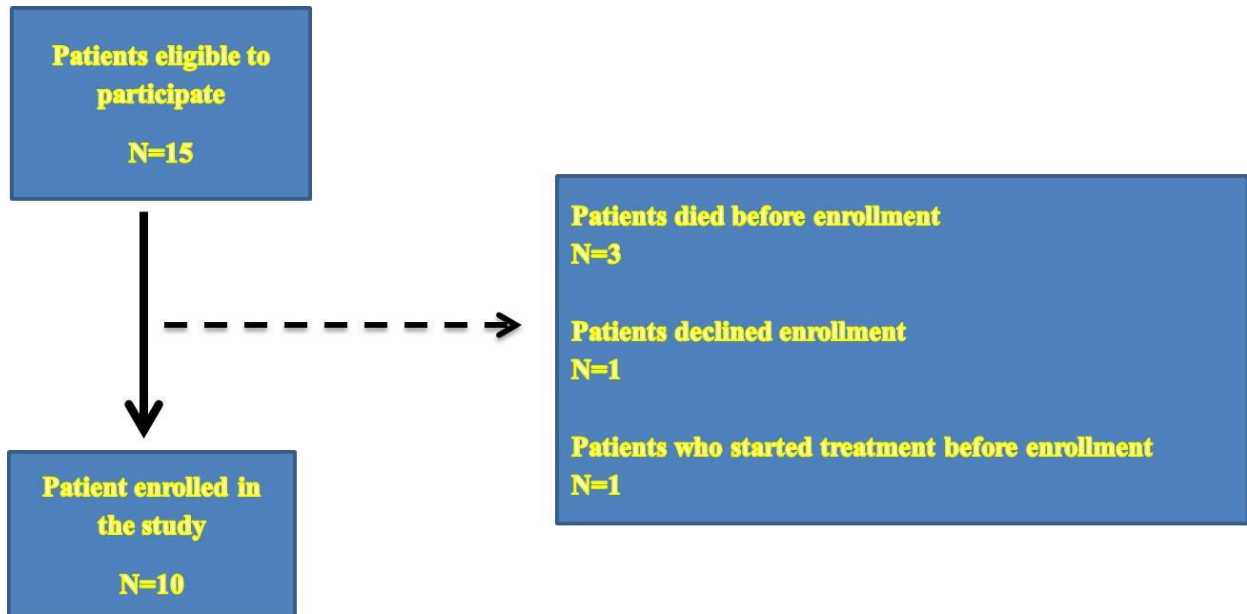 Patients eligible to
participate
N=15
Patients died before enrollment
N=3
Patients declined enrollment
N=1
Patients who started treatment before enrollment
N=1
Patient enrolled in
the study
N=10